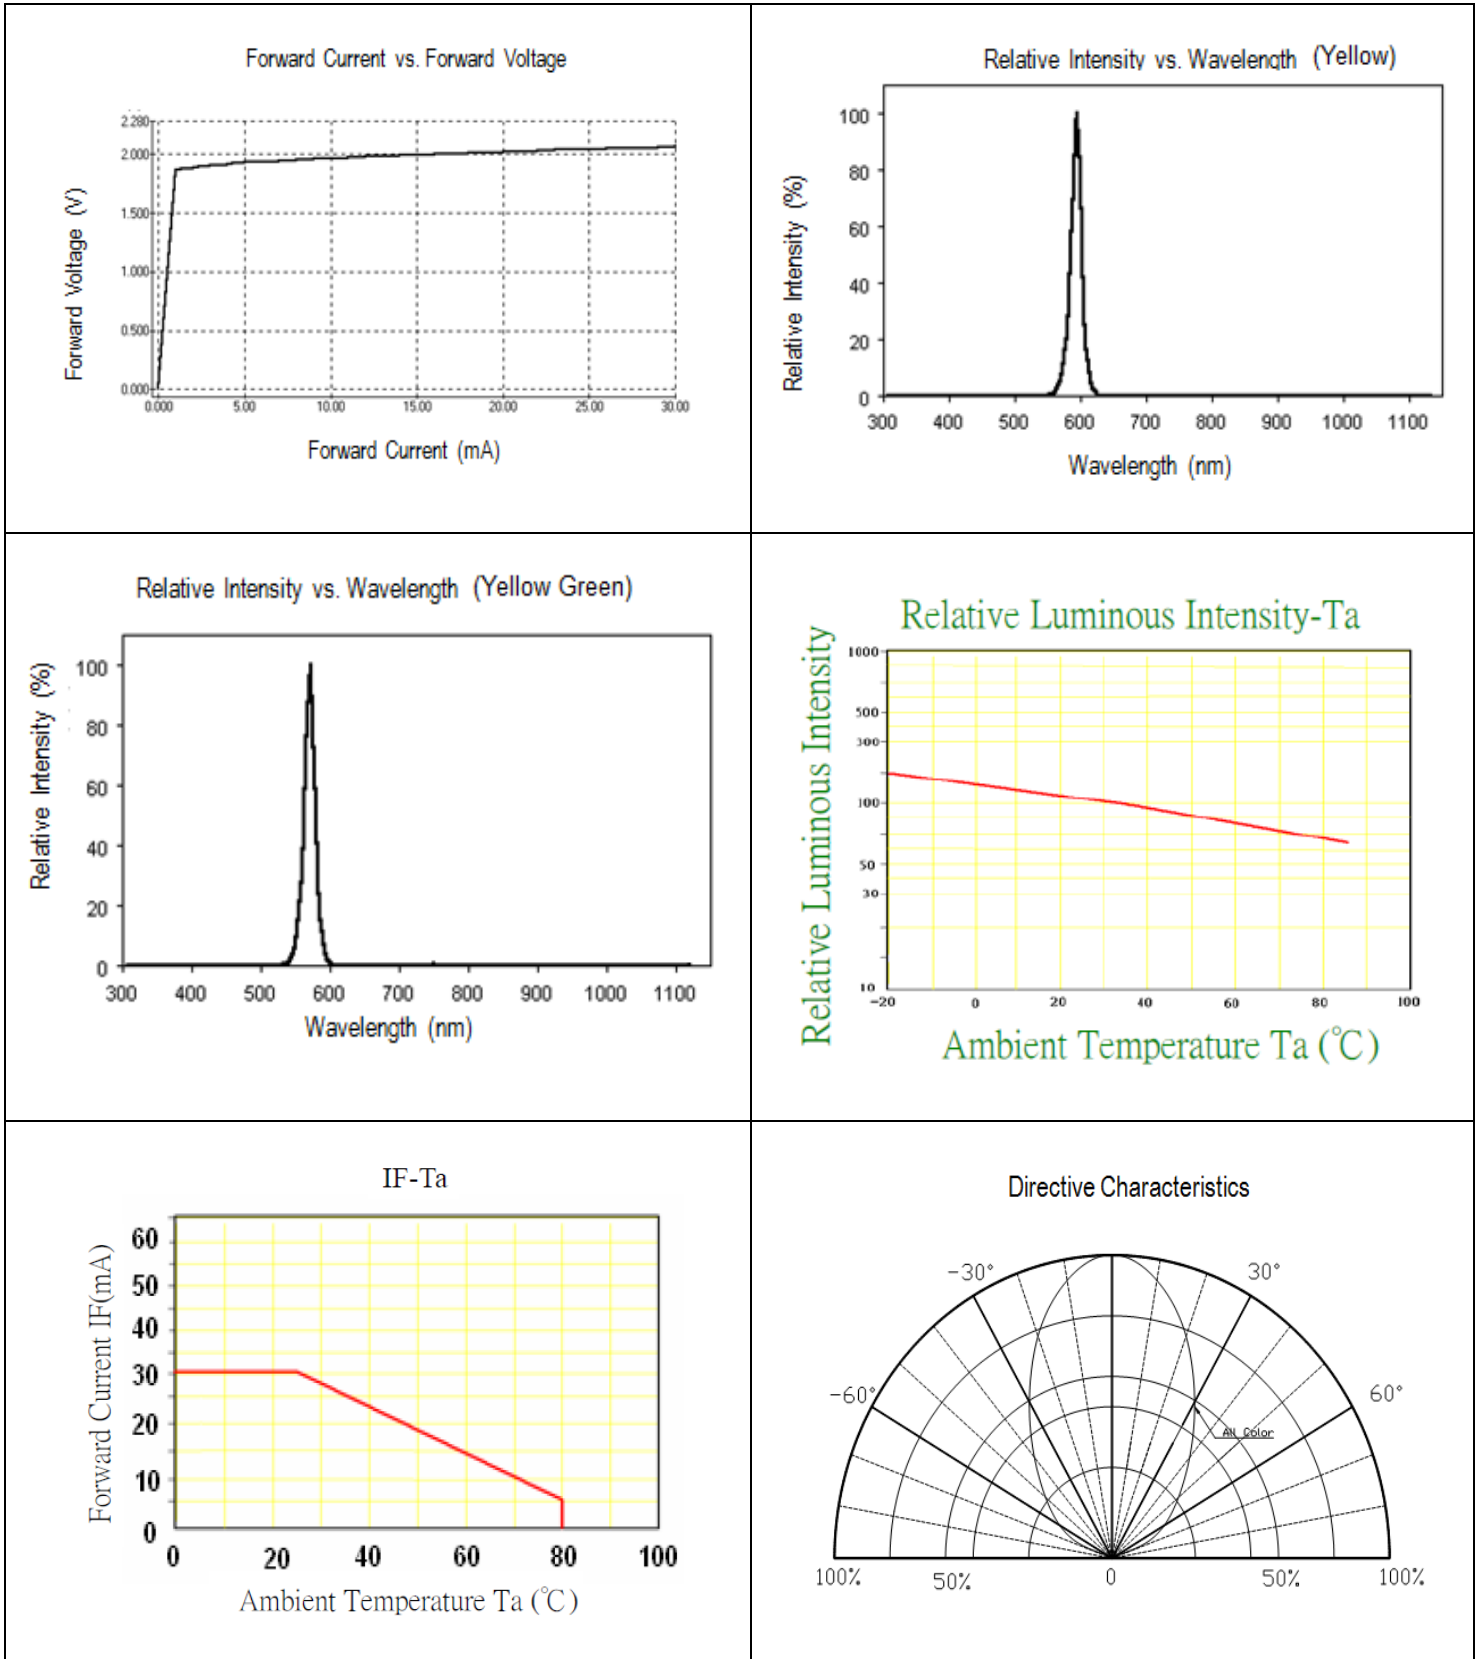 Forward Current vs. Forward Voltage
2.280
2.000
1.500
1.000
0.500
0.000
Forward Voltage (V)
0.000 5.00 10.00 15.00 20.00 25.00 30.00
Forward Current (mA)
Relative Intensity vs. Wavelength (Yellow)
100
80
60
40
20
0
Relative Intensity (%)
300 400 500 600 700 800 900 1000 1100
Wavelength (nm)
Relative Intensity vs. Wavelength (Yellow Green)
100
80
60
40
20
0
Relative Intensity (%)
300 400 500 600 700 800 900 1000 1100
Wavelength (nm)
Relative Luminous Intensity-Ta
1000
500
300
100
50
30
10
Relative Luminous Intensity
-20 0 20 40 60 80 100
Ambient Temperature Ta (℃)
IF-Ta
60
50
40
30
20
10
0
Forward Current IF(mA)
0 20 40 60 80 100
Ambient Temperature Ta (℃)
Directive Characteristics
-30° 30°
-60° 60°
All Color
100% 50% 0 50% 100%